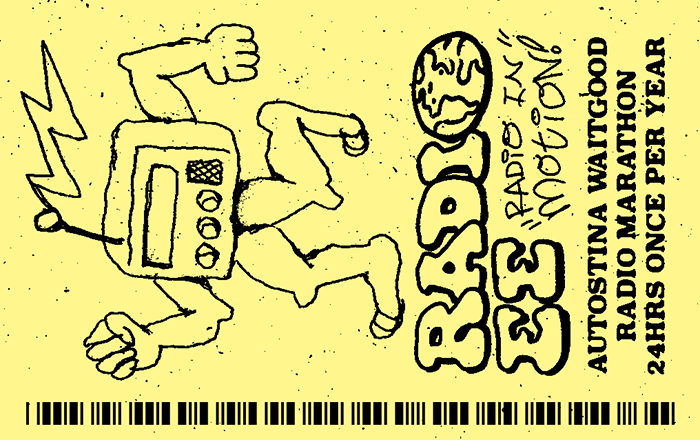 RADIO
EE
"RADIO IN"
MOTION!
AUTOSTINA WAITGOOD
RADIO MARATHON
24HRS ONCE PER YEAR